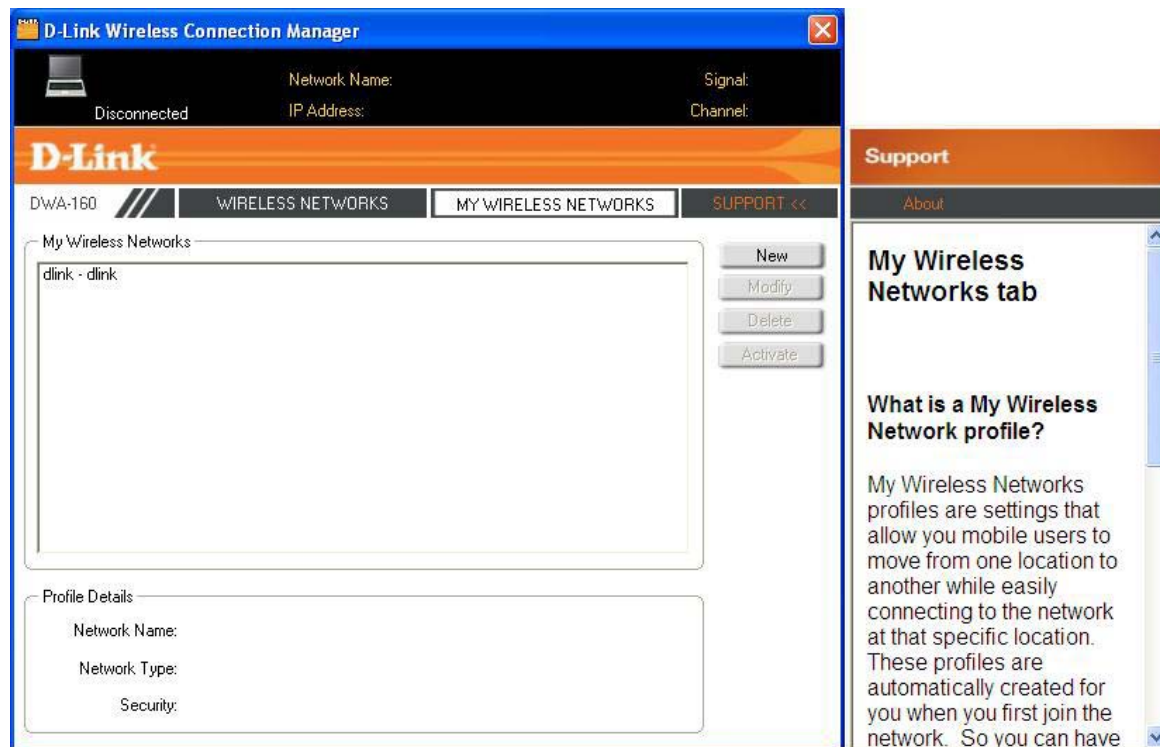 D-Link Wireless Connection Manager
Network Name:
Signal:
Disconnected
IP Address:
Channel:
D-Link
DWA-160
WIRELESS NETWORKS
MY WIRELESS NETWORKS
SUPPORT <<
My Wireless Networks
dlink - dlink
New
Modify
Delete
Activate
Profile Details
Network Name:
Network Type:
Security:
Support
About
My Wireless
Networks tab
What is a My Wireless
Network profile?
My Wireless Networks
profiles are settings that
allow you mobile users to
move from one location to
another while easily
connecting to the network
at that specific location.
These profiles are
automatically created for
you when you first join the
network. So you can have